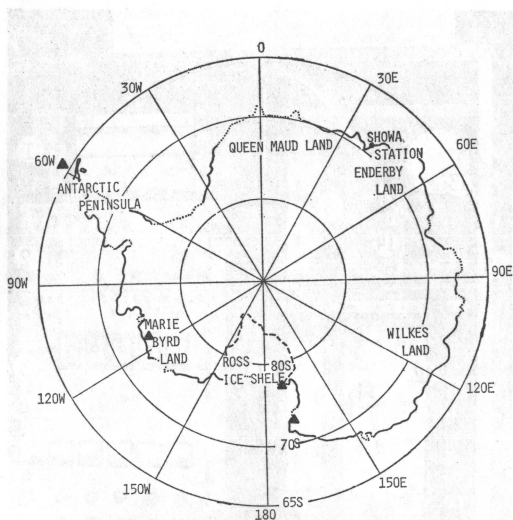 0
30W
30E
60W
60E
QUEEN MAUD LAND
SHOWA
STATION
ENDERBY
LAND
ANTARCTIC
PENINSULA
90W
90E
MARIE
BYRD
LAND
WILKES
LAND
ROSS
80S
ICE SHELF
120W
120E
70S
150W
150E
65S
180